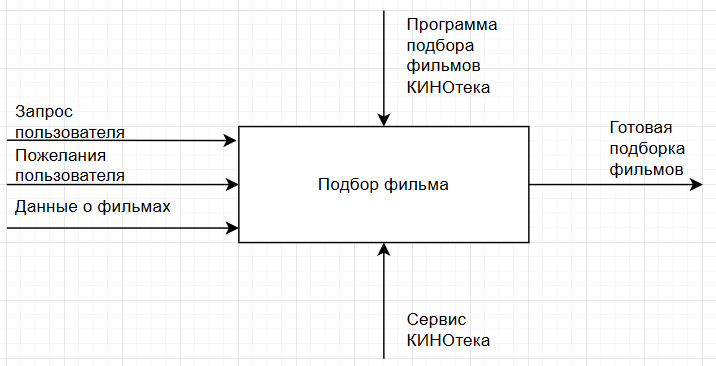 Программа
подбора
фильмов
КИНОтека
Запрос
пользователя
Пожелания
пользователя
Данные о фильмах
Подбор фильма
Готовая
подборка
фильмов
Сервис
КИНОтека